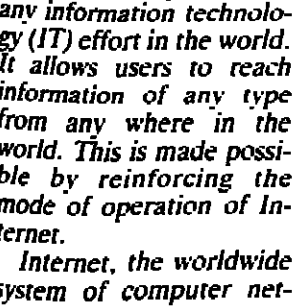 any information technolo-
gy (IT) effort in the world.
It allows users to reach
information of any type
from any where in the
world. This is made possi-
ble by reinforcing the
mode of operation of In-
ternet.
Internet, the worldwide
system of computer net-